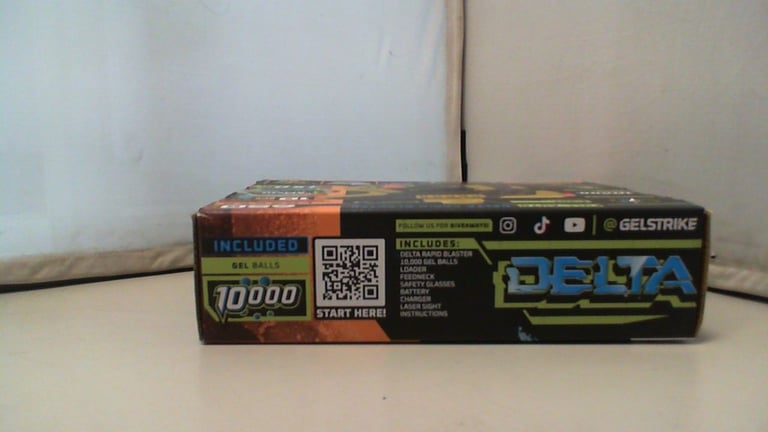 FOLLOW US FOR GIVEAWAYS!
@GELSTRIKE
INCLUDED
GEL BALLS
10000
START HERE!
INCLUDES:
DELTA RAPID BLASTER
10,000 GEL BALLS
LOADER
FEEDNECK
SAFETY GLASSES
BATTERY
CHARGER
LASER SIGHT
INSTRUCTIONS
DELTA